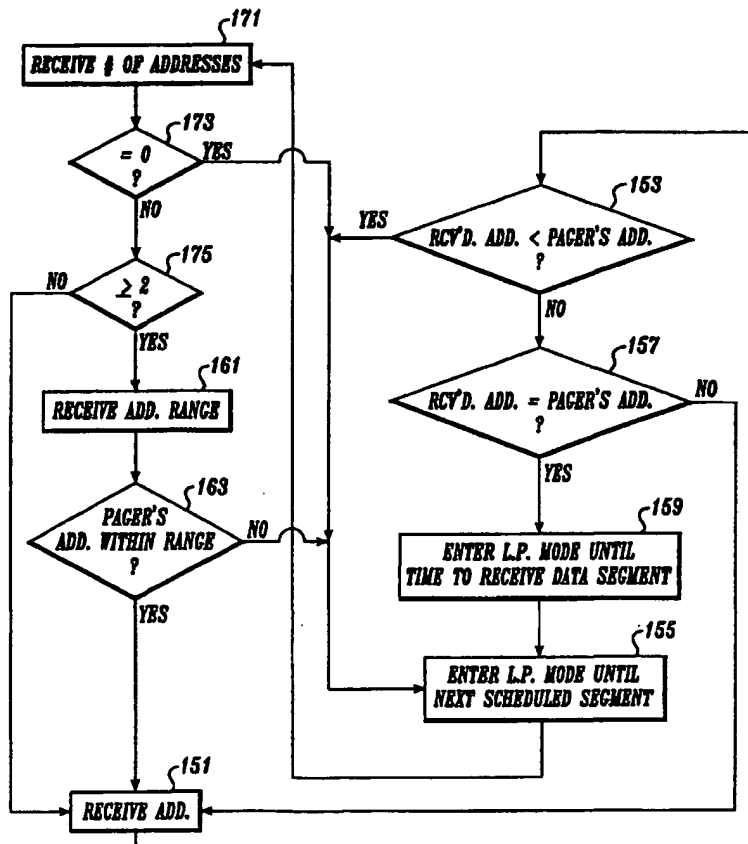 171
RECEIVE # OF ADDRESSES
173
= 0
?
YES
NO
175
NO
≥ 2
?
YES
161
RECEIVE ADD. RANGE
163
PAGER'S
ADD. WITHIN RANGE
?
NO
YES
151
RECEIVE ADD.
153
YES
RCV'D. ADD. < PAGER'S ADD.
?
NO
157
RCV'D. ADD. = PAGER'S ADD.
?
NO
YES
159
ENTER L.P. MODE UNTIL
TIME TO RECEIVE DATA SEGMENT
155
ENTER L.P. MODE UNTIL
NEXT SCHEDULED SEGMENT